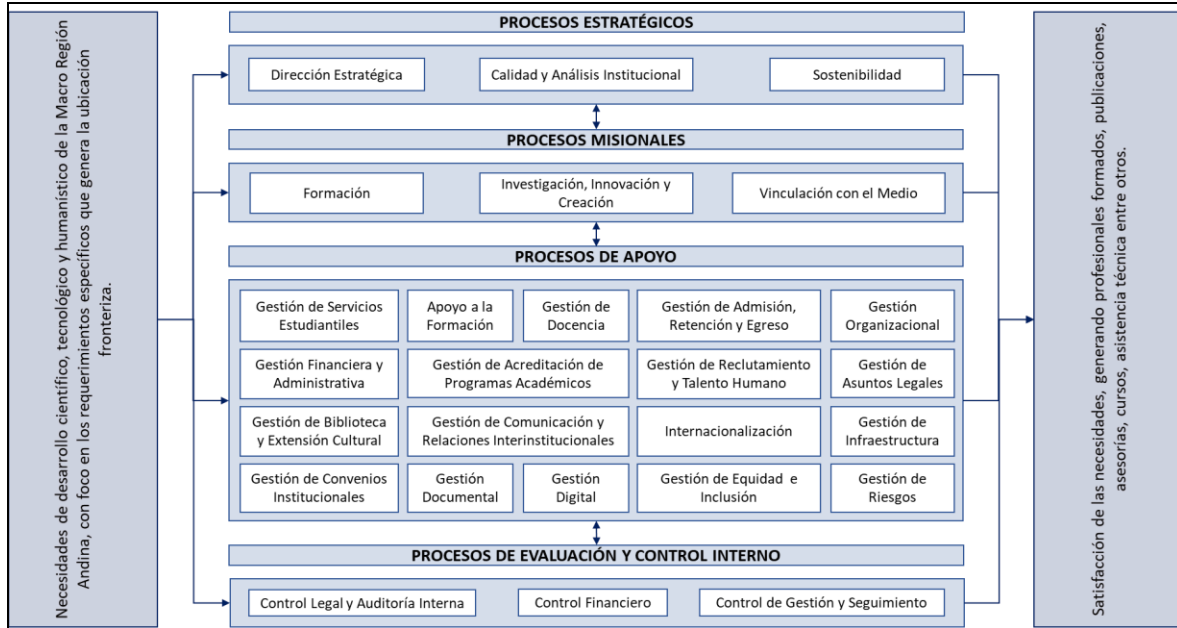 Necesidades de desarrollo científico, tecnológico y humanístico de la Macro Región
Andina, con foco en los requerimientos específicos que genera la ubicación
fronteriza.
PROCESOS ESTRATÉGICOS
Dirección Estratégica
Calidad y Análisis Institucional
Sostenibilidad
PROCESOS MISIONALES
Formación
Investigación, Innovación y
Creación
Vinculación con el Medio
PROCESOS DE APOYO
Gestión de Servicios
Estudiantiles
Apoyo a la
Formación
Gestión de
Docencia
Gestión de Admisión,
Retención y Egreso
Gestión
Organizacional
Gestión Financiera y
Administrativa
Gestión de Acreditación de
Programas Académicos
Gestión de Reclutamiento
y Talento Humano
Gestión de
Asuntos Legales
Gestión de Biblioteca
y Extensión Cultural
Gestión de Comunicación y
Relaciones Interinstitucionales
Internacionalización
Gestión de
Infraestructura
Gestión de Convenios
Institucionales
Gestión
Documental
Gestión
Digital
Gestión de Equidad e
Inclusión
Gestión de
Riesgos
PROCESOS DE EVALUACIÓN Y CONTROL INTERNO
Control Legal y Auditoría Interna
Control Financiero
Control de Gestión y Seguimiento
Satisfacción de las necesidades, generando profesionales formados, publicaciones,
asesorías, cursos, asistencia técnica entre otros.